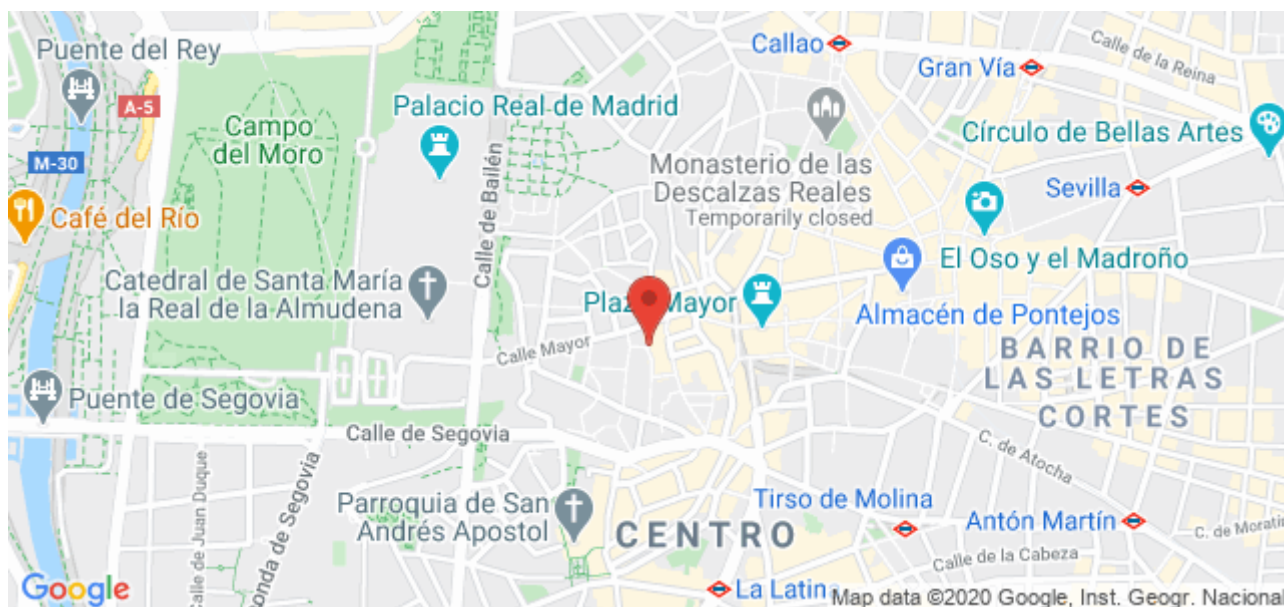 Puente del Rey
A-5
M-30
Café del Río
Campo
del Moro
Palacio Real de Madrid
Calle de Bailén
Catedral de Santa María
la Real de la Almudena
Callao
Gran Vía
Calle de la Reina
Círculo de Bellas Artes
Monasterio de las
Descalzas Reales
Temporarily closed
Sevilla
El Oso y el Madroño
Plaza Mayor
Almacén de Pontejos
BARRIO DE
LAS LETRAS
CORTES
Calle Mayor
Puente de Segovia
Calle de Segovia
Calle de Juan Duque
onda de Segovia
Parroquia de San
Andrés Apostol
CENTRO
C. de Atocha
Tirso de Molina
Antón Martín
C. de Moratí
Calle de la Cabeza
La Latina
Google
Map data ©2020 Google, Inst. Geogr. Naciona